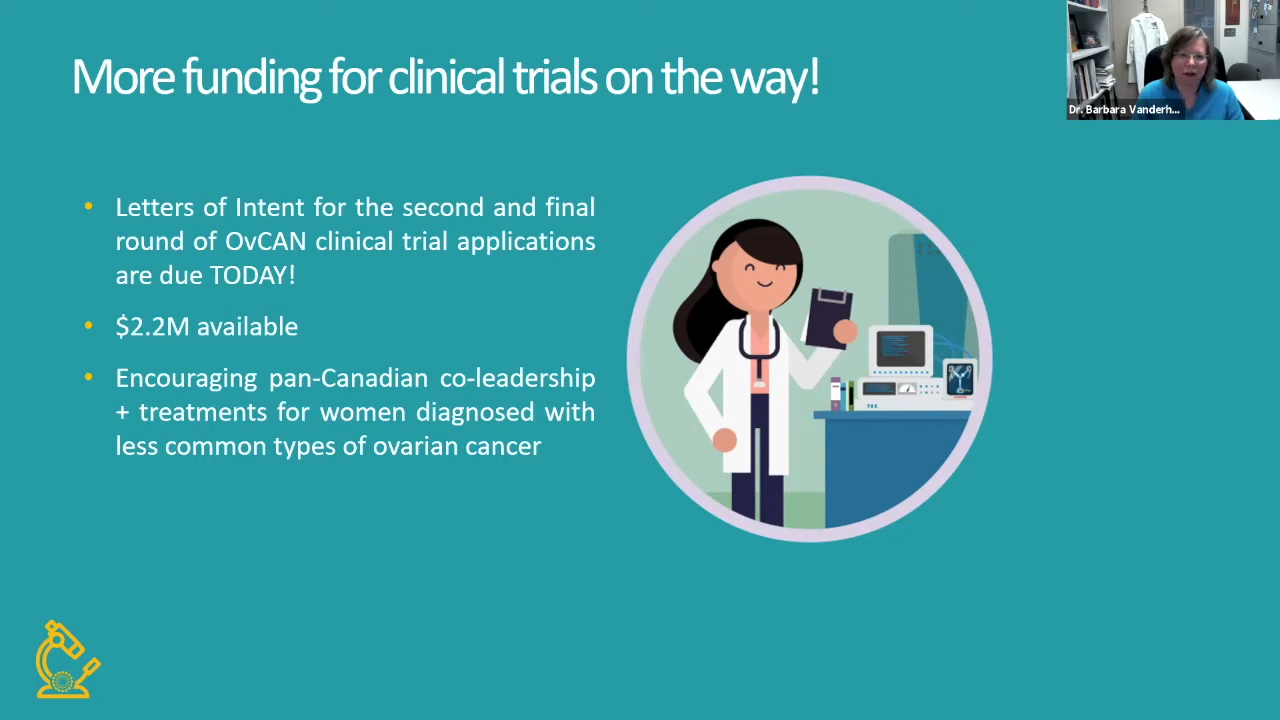 More funding for clinical trials on the way!
Dr. Barbara Vanderh...
• Letters of Intent for the second and final
round of OvCAN clinical trial applications
are due TODAY!
• $2.2M available
• Encouraging pan-Canadian co-leadership
+ treatments for women diagnosed with
less common types of ovarian cancer